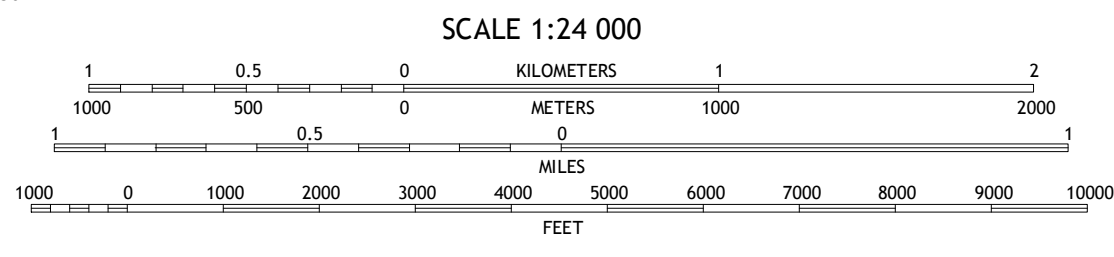 SCALE 1:24 000
1 0.5 0 KILOMETERS 1 2
1000 500 0 METERS 1000 2000
1 0.5 0 1
MILES
1000 0 1000 2000 3000 4000 5000 6000 7000 8000 9000 10000
FEET